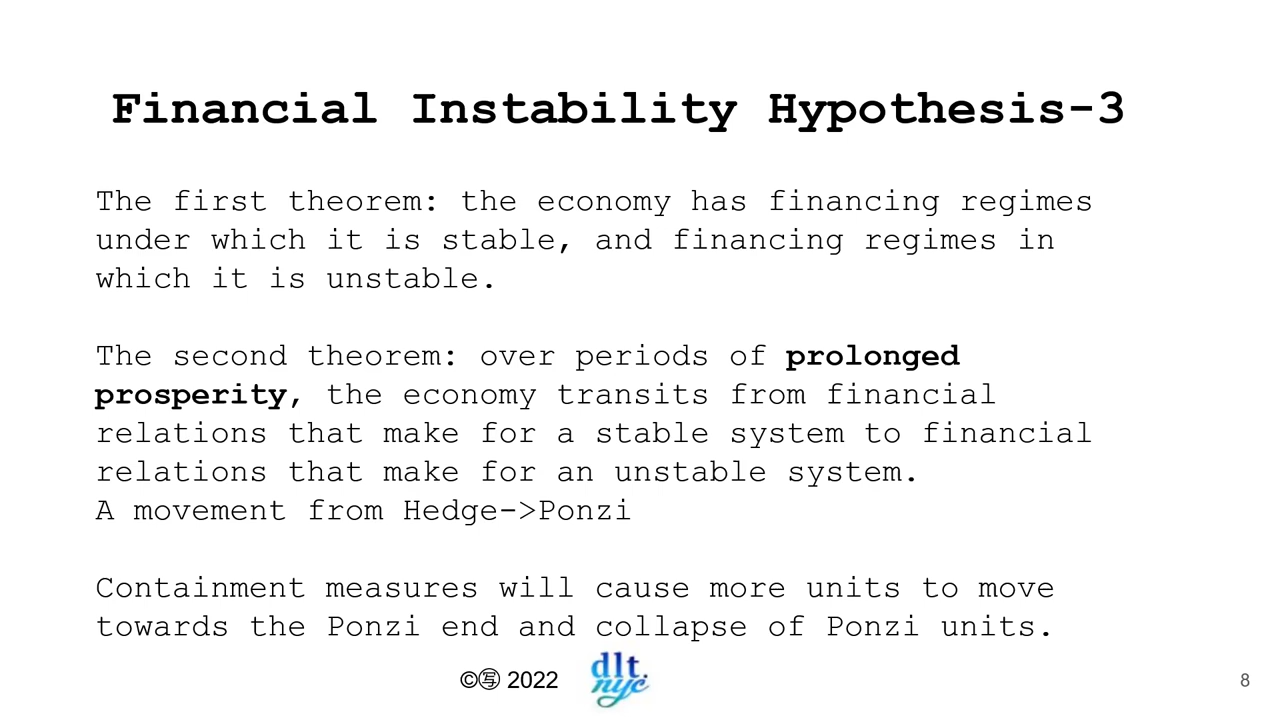 Financial Instability Hypothesis-3
The first theorem: the economy has financing regimes
under which it is stable, and financing regimes in
which it is unstable.
The second theorem: over periods of prolonged
prosperity, the economy transits from financial
relations that make for a stable system to financial
relations that make for an unstable system.
A movement from Hedge->Ponzi
Containment measures will cause more units to move
towards the Ponzi end and collapse of Ponzi units.
©㊢ 2022
dlt.
nyc
8